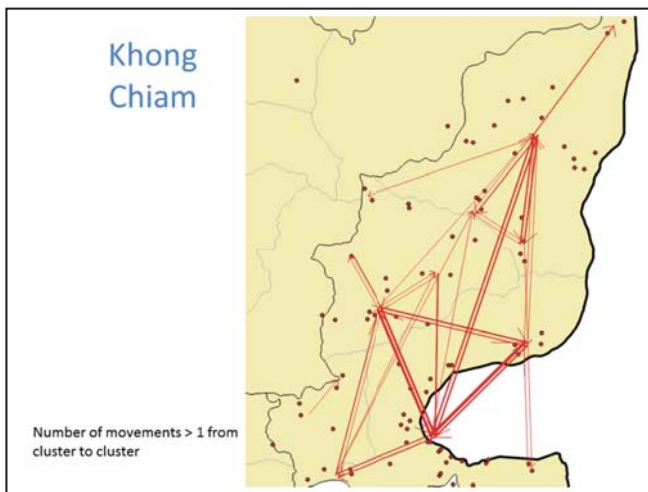 Khong
Chiam
Number of movements > 1 from
cluster to cluster